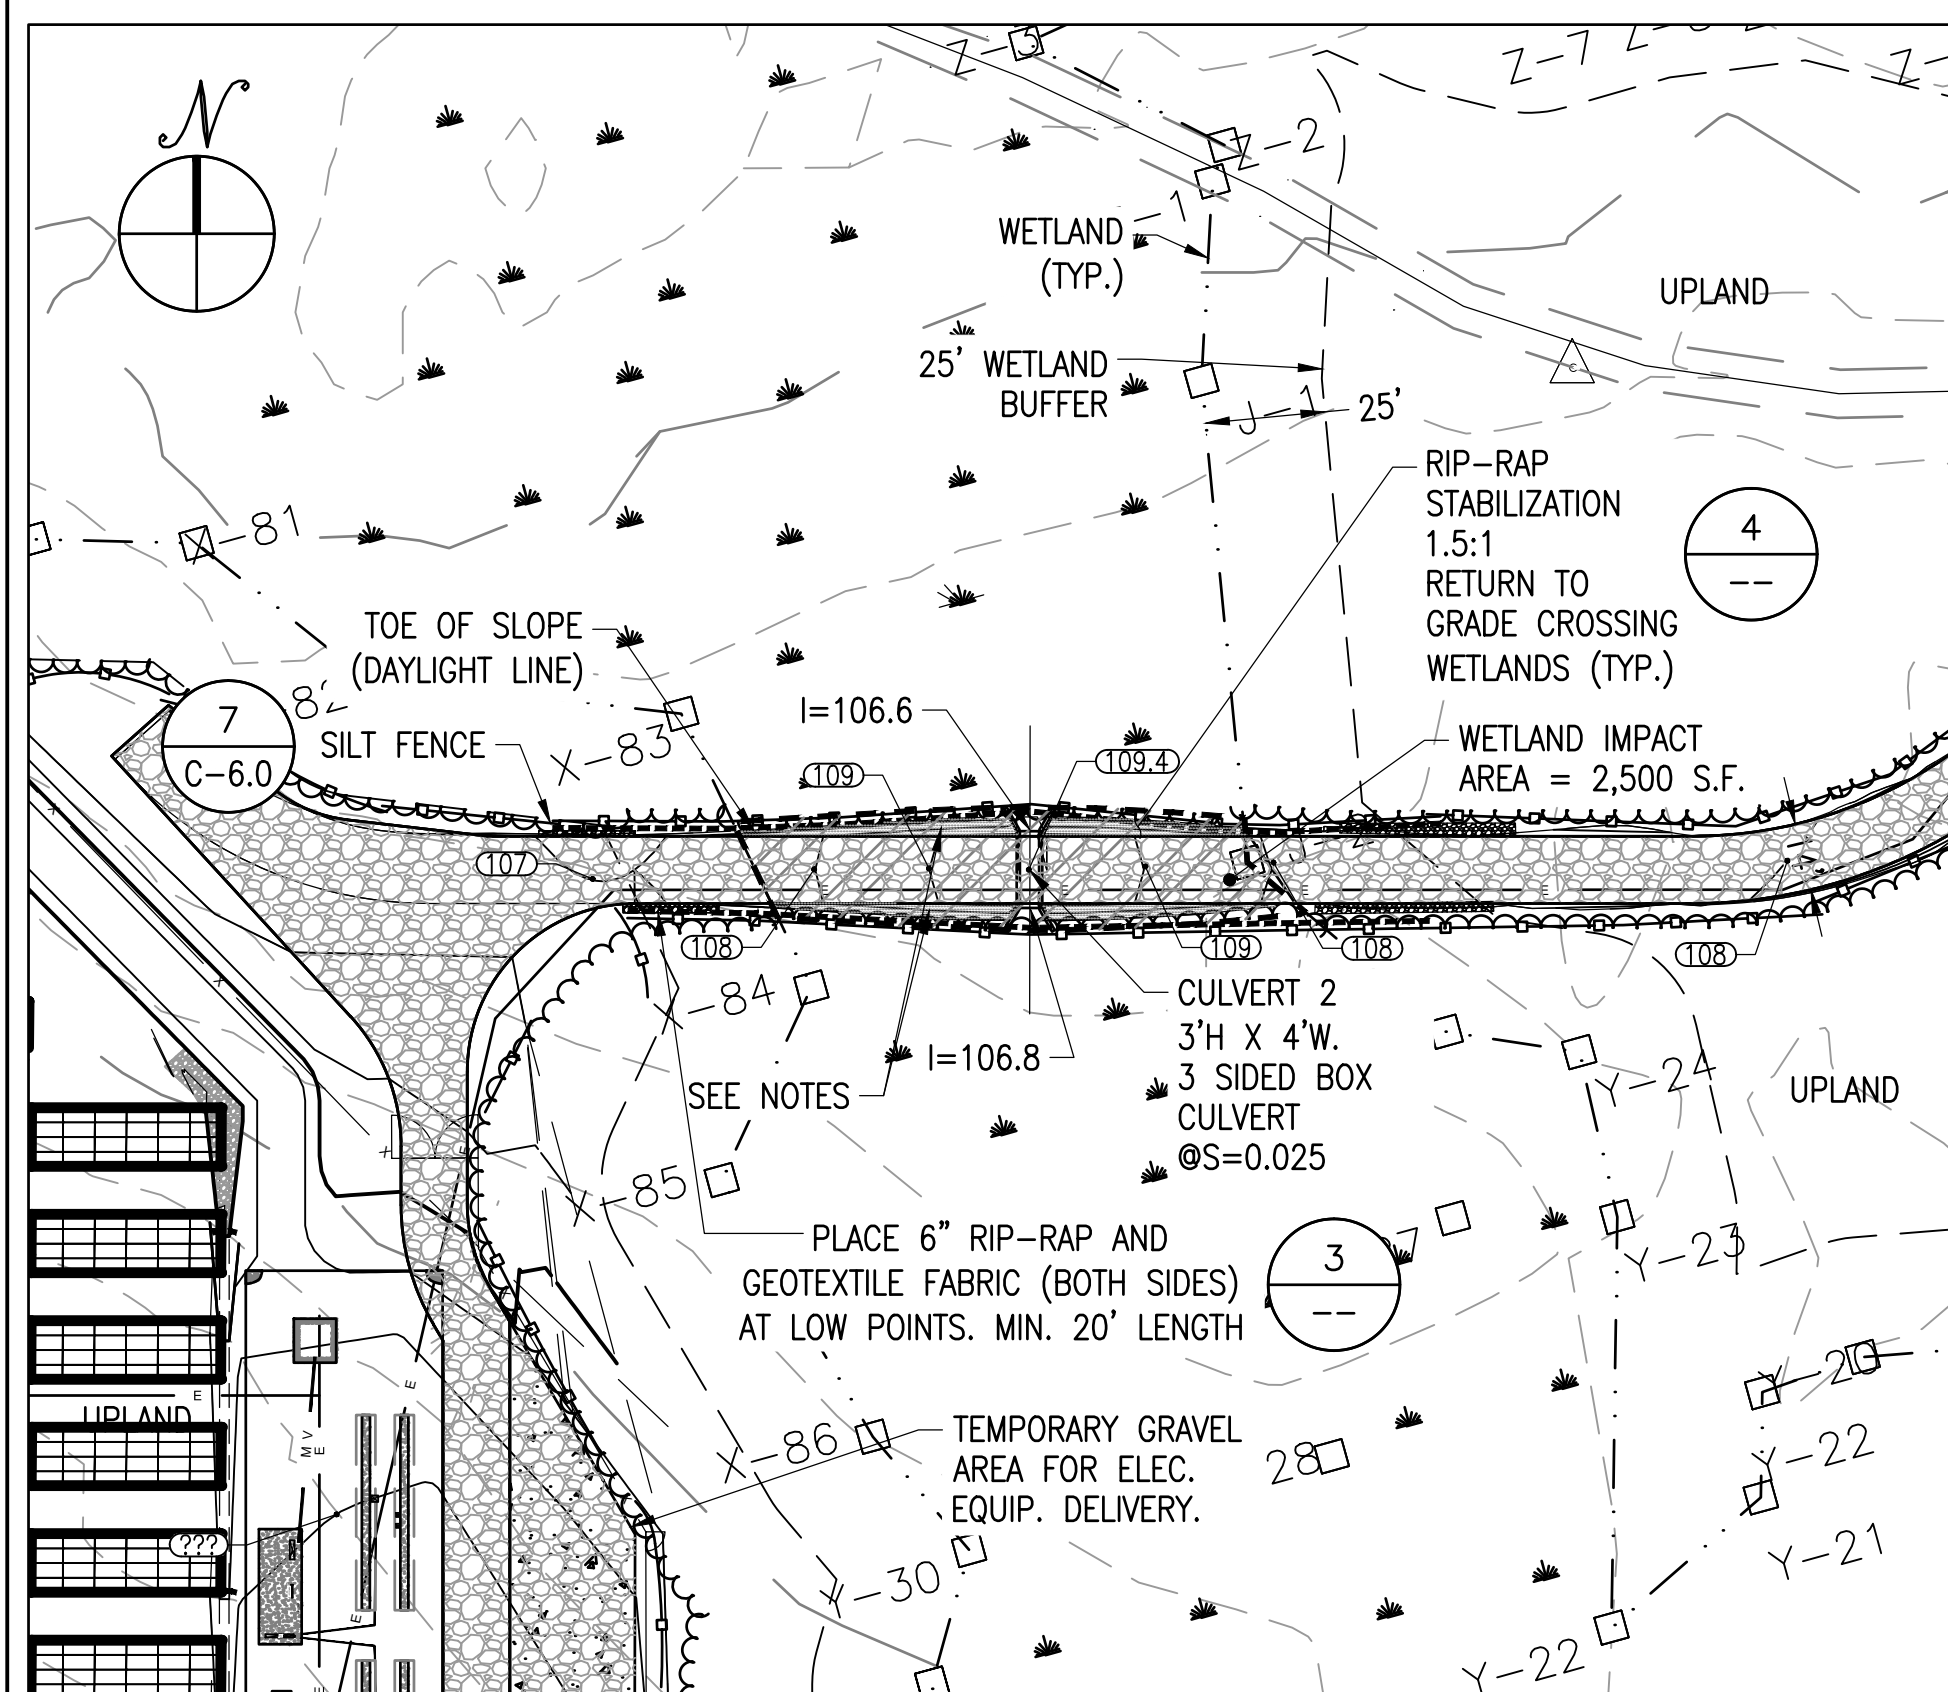 N
Z-3
Z-7
Z-2
WETLAND
(TYP.)
-1
UPLAND
25' WETLAND
BUFFER
J-1
25'
C
RIP-RAP
STABILIZATION
1.5:1
RETURN TO
GRADE CROSSING
WETLANDS (TYP.)
4
--
X-81
TOE OF SLOPE
(DAYLIGHT LINE)
7
C-6.0
SILT FENCE
X-83
I=106.6
109
109.4
WETLAND IMPACT
AREA = 2,500 S.F.
107
E
E
E
E
108
109
108
108
X-84
CULVERT 2
3'H X 4'W.
3 SIDED BOX
CULVERT
@S=0.025
I=106.8
SEE NOTES
Y-24
UPLAND
X-85
PLACE 6" RIP-RAP AND
GEOTEXTILE FABRIC (BOTH SIDES)
AT LOW POINTS. MIN. 20' LENGTH
3
--
Y-23
E
E
UPLAND
MV
E
X-86
TEMPORARY GRAVEL
AREA FOR ELEC.
EQUIP. DELIVERY.
28
Y-20
Y-22
???
Y-30
Y-21
E
Y-22
E